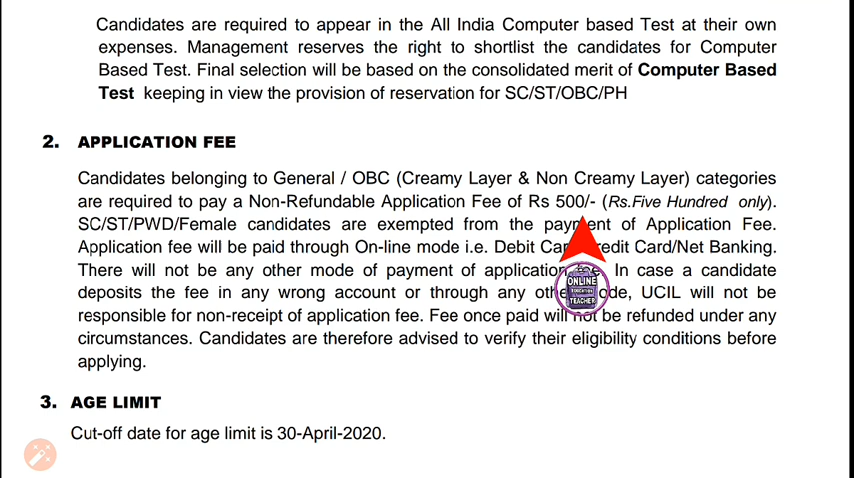 Candidates are required to appear in the All India Computer based Test at their own
expenses. Management reserves the right to shortlist the candidates for Computer
Based Test. Final selection will be based on the consolidated merit of Computer Based
Test keeping in view the provision of reservation for SC/ST/OBC/PH
2. APPLICATION FEE
Candidates belonging to General / OBC (Creamy Layer & Non Creamy Layer) categories
are required to pay a Non-Refundable Application Fee of Rs 500/- (Rs.Five Hundred only).
SC/ST/PWD/Female candidates are exempted from the payment of Application Fee.
Application fee will be paid through On-line mode i.e. Debit Card/Credit Card/Net Banking.
There will not be any other mode of payment of application fee. In case a candidate
deposits the fee in any wrong account or through any other mode, UCIL will not be
responsible for non-receipt of application fee. Fee once paid will not be refunded under any
circumstances. Candidates are therefore advised to verify their eligibility conditions before
applying.
ONLINE
TEACHER
3. AGE LIMIT
Cut-off date for age limit is 30-April-2020.